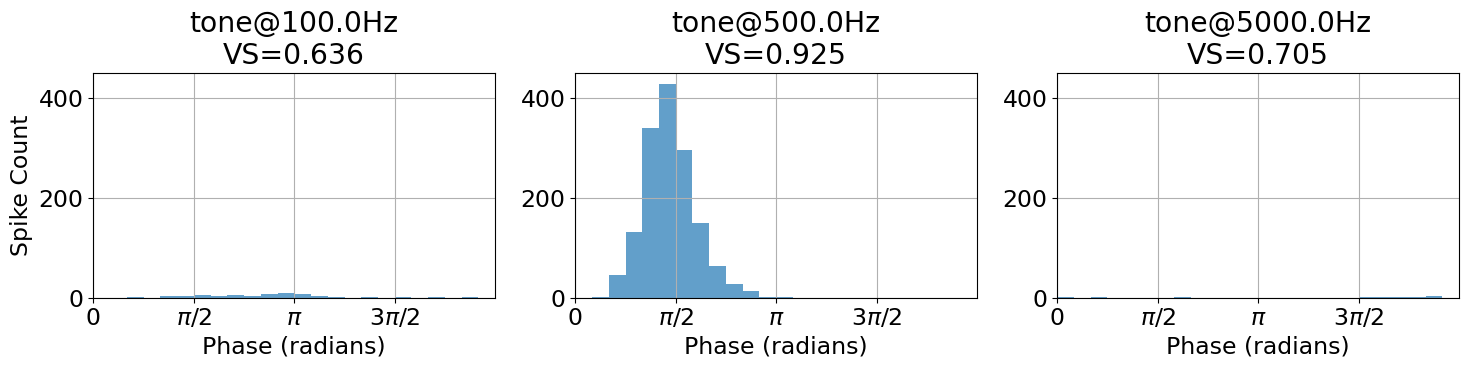 tone@100.0Hz
VS=0.636
tone@500.0Hz
VS=0.925
tone@5000.0Hz
VS=0.705
Spike Count
400
200
0
0 π/2 π 3π/2
Phase (radians)
400
200
0
0 π/2 π 3π/2
Phase (radians)
400
200
0
0 π/2 π 3π/2
Phase (radians)